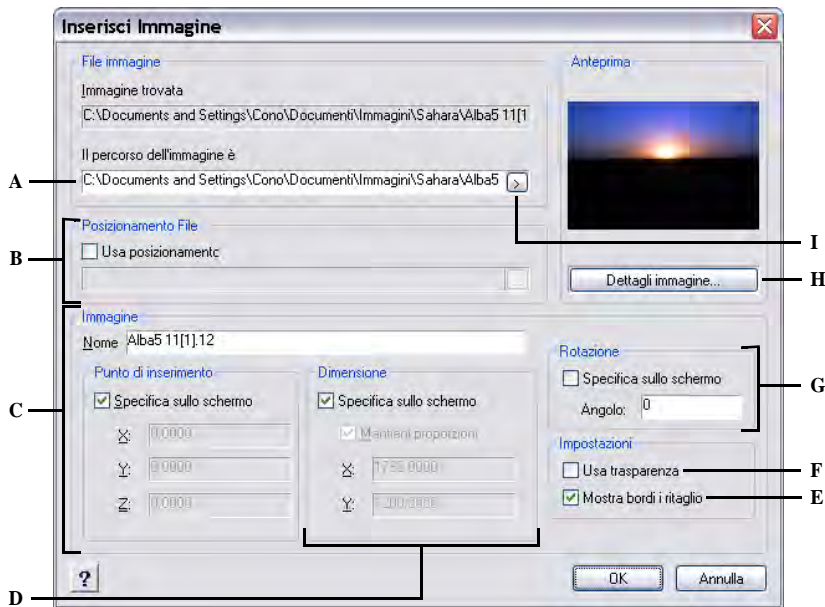 Inserisci Immagine
File immagine
Immagine trovata
C:\Documents and Settings\Cono\Documenti\Immagini\Sahara\Alba5 11[1
Il percorso dell'immagine è
A
C:\Documents and Settings\Cono\Documenti\Immagini\Sahara\Alba5
>
Anteprima
I
B
Posizionamento File
Usa posizionamentc
Dettagli immagine...
H
Immagine
Nome Alba5 11[1].12
C
Punto di inserimento
Specifica sullo schermo
X: 0.0000
Y: 0.0000
Z: 0.0000
Dimensione
Specifica sullo schermo
Mantieni proporzioni
X:
Y:
D
Rotazione
Specifica sullo schermo
Angolo: 0
G
Impostazioni
Usa trasparenza
F
Mostra bordi i ritaglio
E
?
OK
Annulla